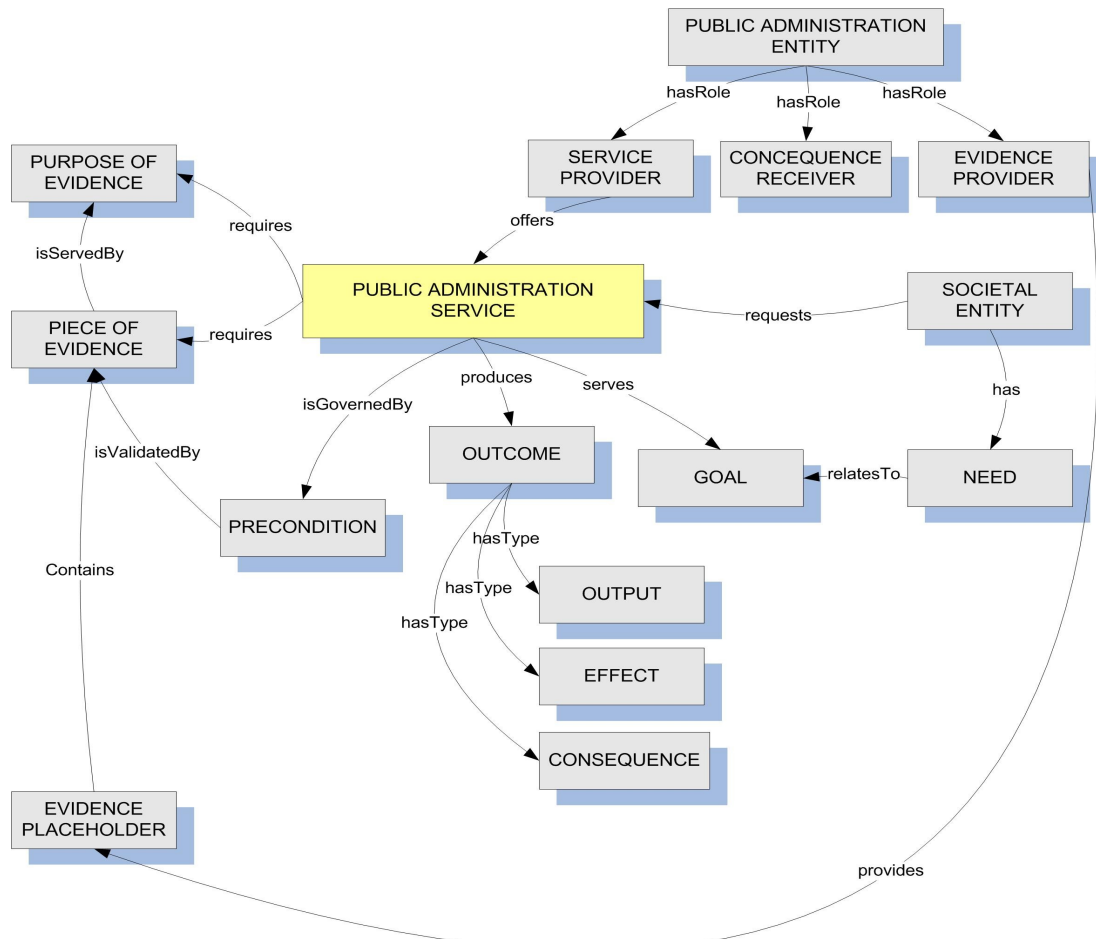 PUBLIC ADMINISTRATION
ENTITY
hasRole
hasRole
hasRole
SERVICE
PROVIDER
CONCEQUENCE
RECEIVER
EVIDENCE
PROVIDER
PURPOSE OF
EVIDENCE
offers
requires
isServedBy
PUBLIC ADMINISTRATION
SERVICE
SOCIETAL
ENTITY
requests
PIECE OF
EVIDENCE
requires
produces
serves
has
isGovernedBy
isValidatedBy
OUTCOME
GOAL
relatesTo
NEED
PRECONDITION
hasType
hasType
hasType
Contains
OUTPUT
EFFECT
CONSEQUENCE
EVIDENCE
PLACEHOLDER
provides